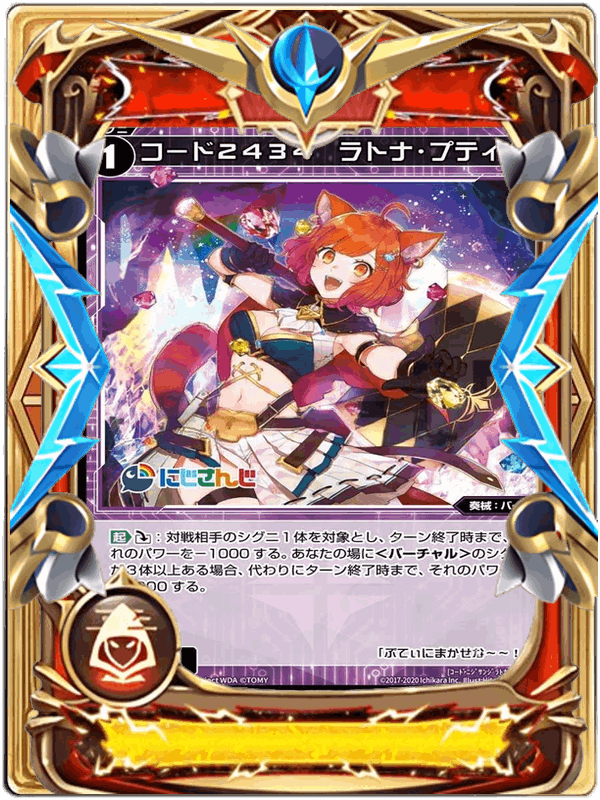 1
コード2434 ラトナ・プティ
にじさんじ
奏械:バ
起 : 対戦相手のシグニ1体を対象とし、ターン終了時まで、
れのパワーを-1000する。あなたの場に<バーチャル>のシグ
3体以上ある場合、代わりにターン終了時まで、それのパワ
000する。
「ぷてぃにまかせな~~!
ject WDA ©TOMY
©2017-2020 Ichikara Inc.